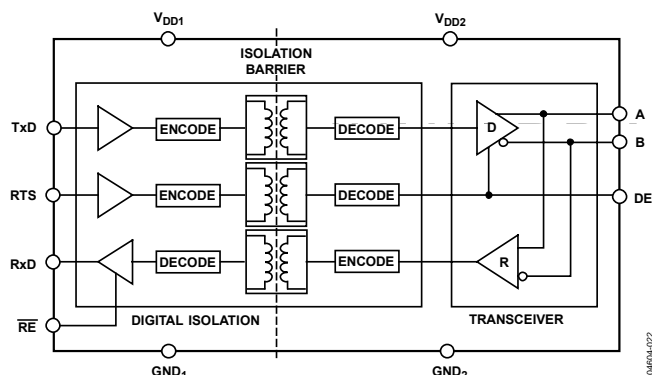 VDD1
VDD2
ISOLATION
BARRIER
TxD
ENCODE
DECODE
D
A
B
RTS
ENCODE
DECODE
DE
RxD
DECODE
ENCODE
R
RE
DIGITAL ISOLATION
TRANSCEIVER
GND1
GND2
04604-022